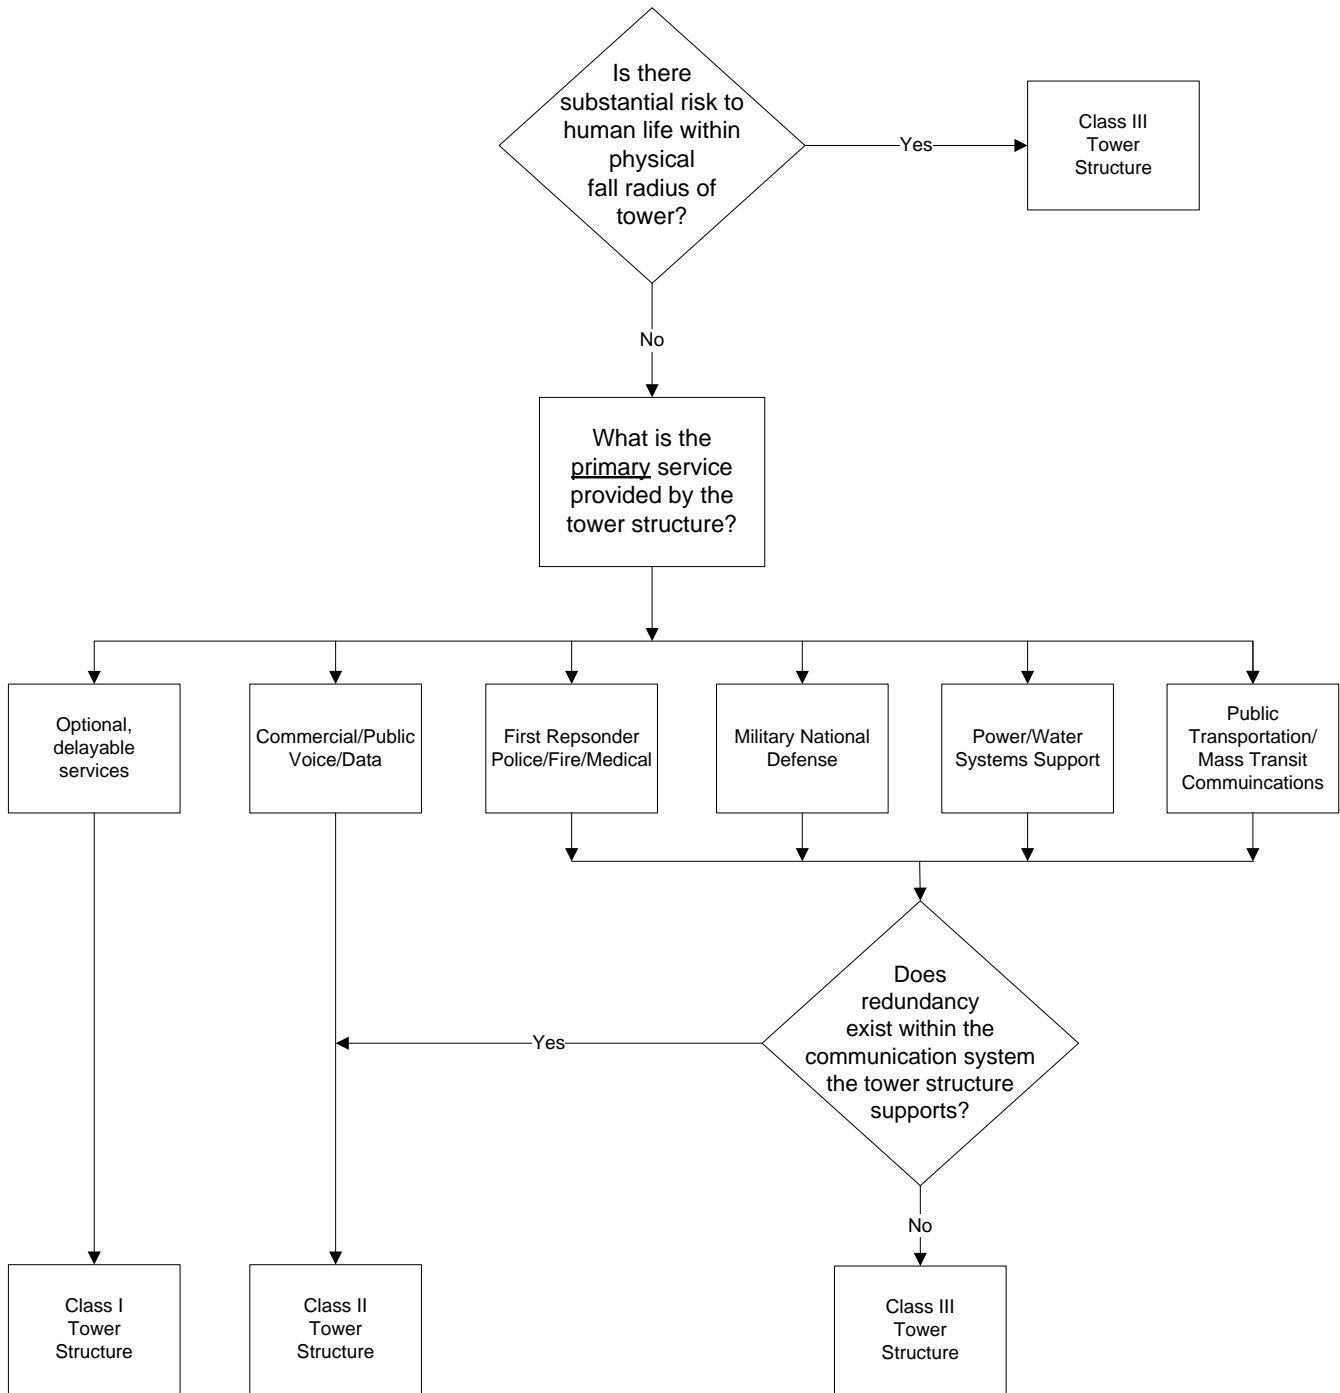 Is there
substantial risk to
human life within
physical
fall radius of
tower?
Yes
Class III
Tower
Structure
No
What is the
primary service
provided by the
tower structure?
Optional,
delayable
services
Commercial/Public
Voice/Data
First Repsonder
Police/Fire/Medical
Military National
Defense
Power/Water
Systems Support
Public
Transportation/
Mass Transit
Commuincations
Does
redundancy
exist within the
communication system
the tower structure
supports?
Yes
No
Class I
Tower
Structure
Class II
Tower
Structure
Class III
Tower
Structure